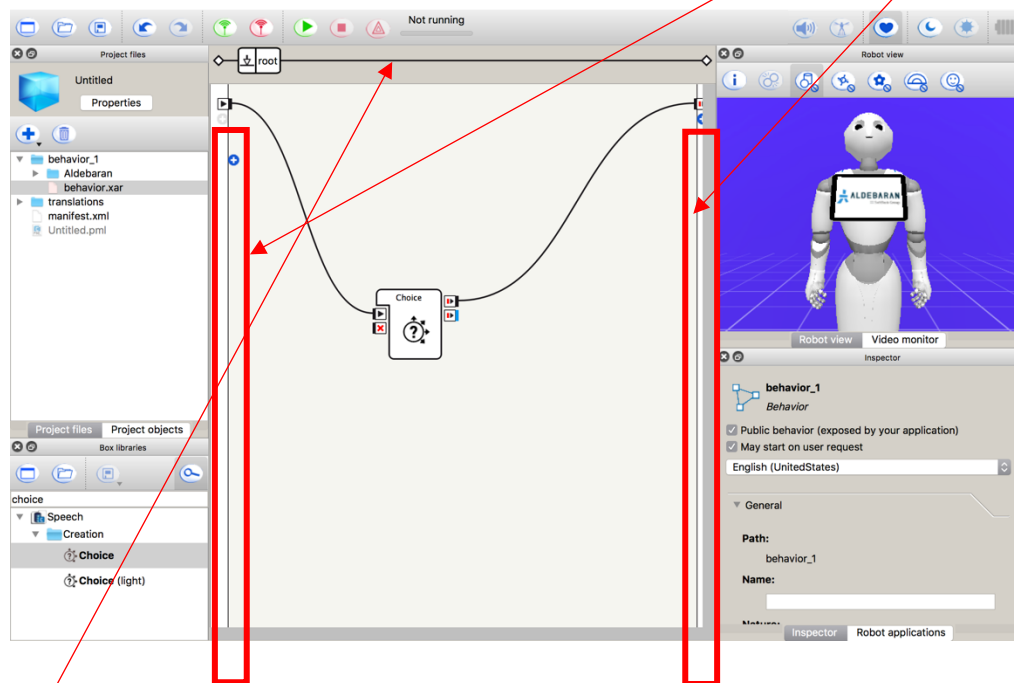 Not running
Project files
root
Robot view
Untitled
Properties
behavior_1
Aldebaran
behavior.xar
translations
manifest.xml
Untitled.pml
Choice
ALDEBARAN
Robot view
Video monitor
Inspector
behavior_1
Behavior
Public behavior (exposed by your application)
May start on user request
English (UnitedStates)
General
Path:
behavior_1
Name:
Inspector
Robot applications
Project files
Project objects
Box libraries
choice
Speech
Creation
Choice
Choice (light)